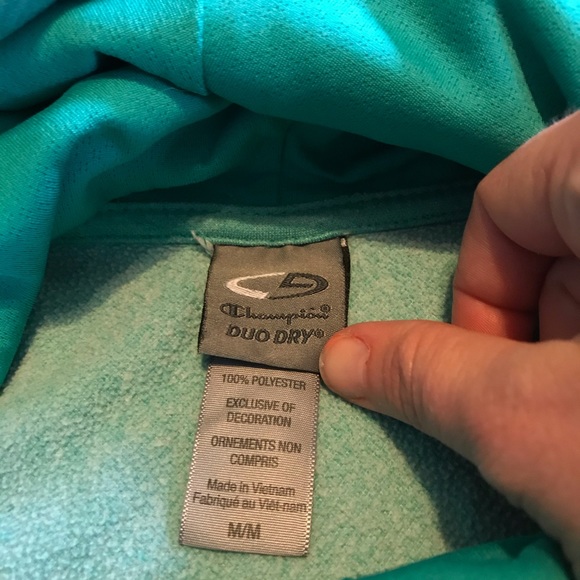 Champion®
DUO DRY®
100% POLYESTER
EXCLUSIVE OF
DECORATION
ORNEMENTS NON
COMPRIS
Made in Vietnam
Fabriqué au Viêt-nam
M/M